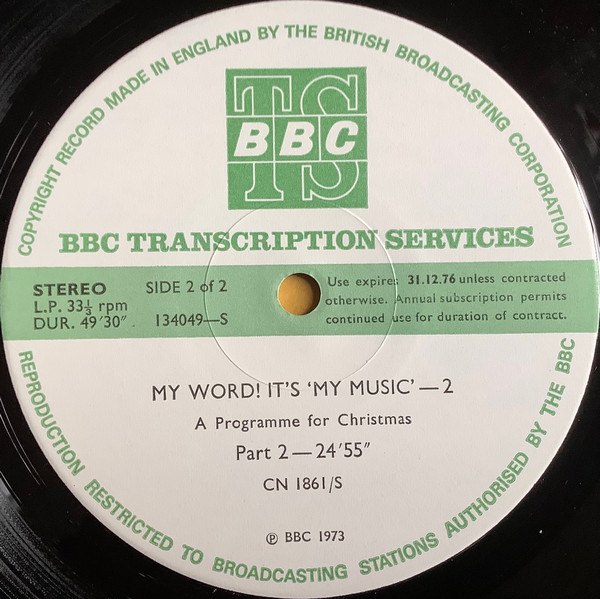 COPYRIGHT RECORD MADE IN ENGLAND BY THE BRITISH BROADCASTING CORPORATION
TS
BBC
BBC TRANSCRIPTION SERVICES
STEREO
L.P. 33⅓ rpm
DUR. 49′30″.
SIDE 2 of 2
134049—S
Use expires 31.12.76 unless contracted
otherwise. Annual subscription permits
continued use for duration of contract.
MY WORD! IT'S 'MY MUSIC'—2
A Programme for Christmas
Part 2—24′55″
CN 1861/S
℗ BBC 1973
REPRODUCTION RESTRICTED TO BROADCASTING STATIONS AUTHORISED BY THE BBC